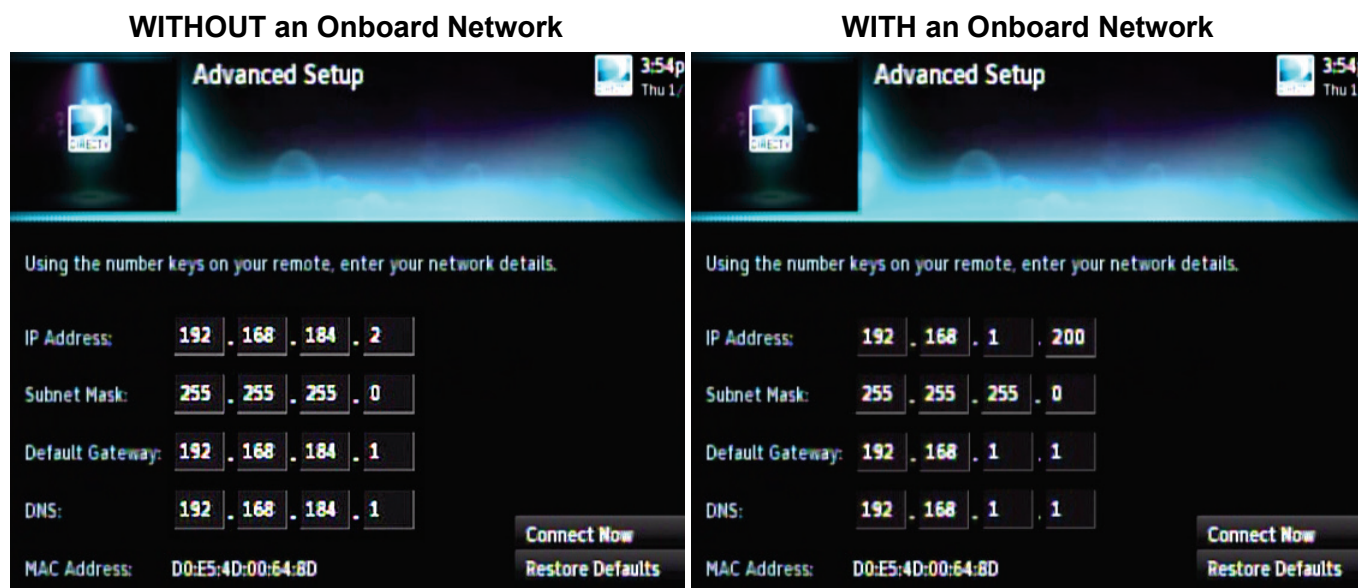 WITHOUT an Onboard Network
Advanced Setup
3:54p
Thu 1/
DIRECTV
Using the number keys on your remote, enter your network details.
IP Address: 192 . 168 . 184 . 2
Subnet Mask: 255 . 255 . 255 . 0
Default Gateway: 192 . 168 . 184 . 1
DNS: 192 . 168 . 184 . 1
Connect Now
MAC Address: D0:E5:4D:00:64:8D
Restore Defaults
WITH an Onboard Network
Advanced Setup
3:54
Thu 1
DIRECTV
Using the number keys on your remote, enter your network details.
IP Address: 192 . 168 . 1 . 200
Subnet Mask: 255 . 255 . 255 . 0
Default Gateway: 192 . 168 . 1 . 1
DNS: 192 . 168 . 1 . 1
Connect Now
MAC Address: D0:E5:4D:00:64:8D
Restore Defaults